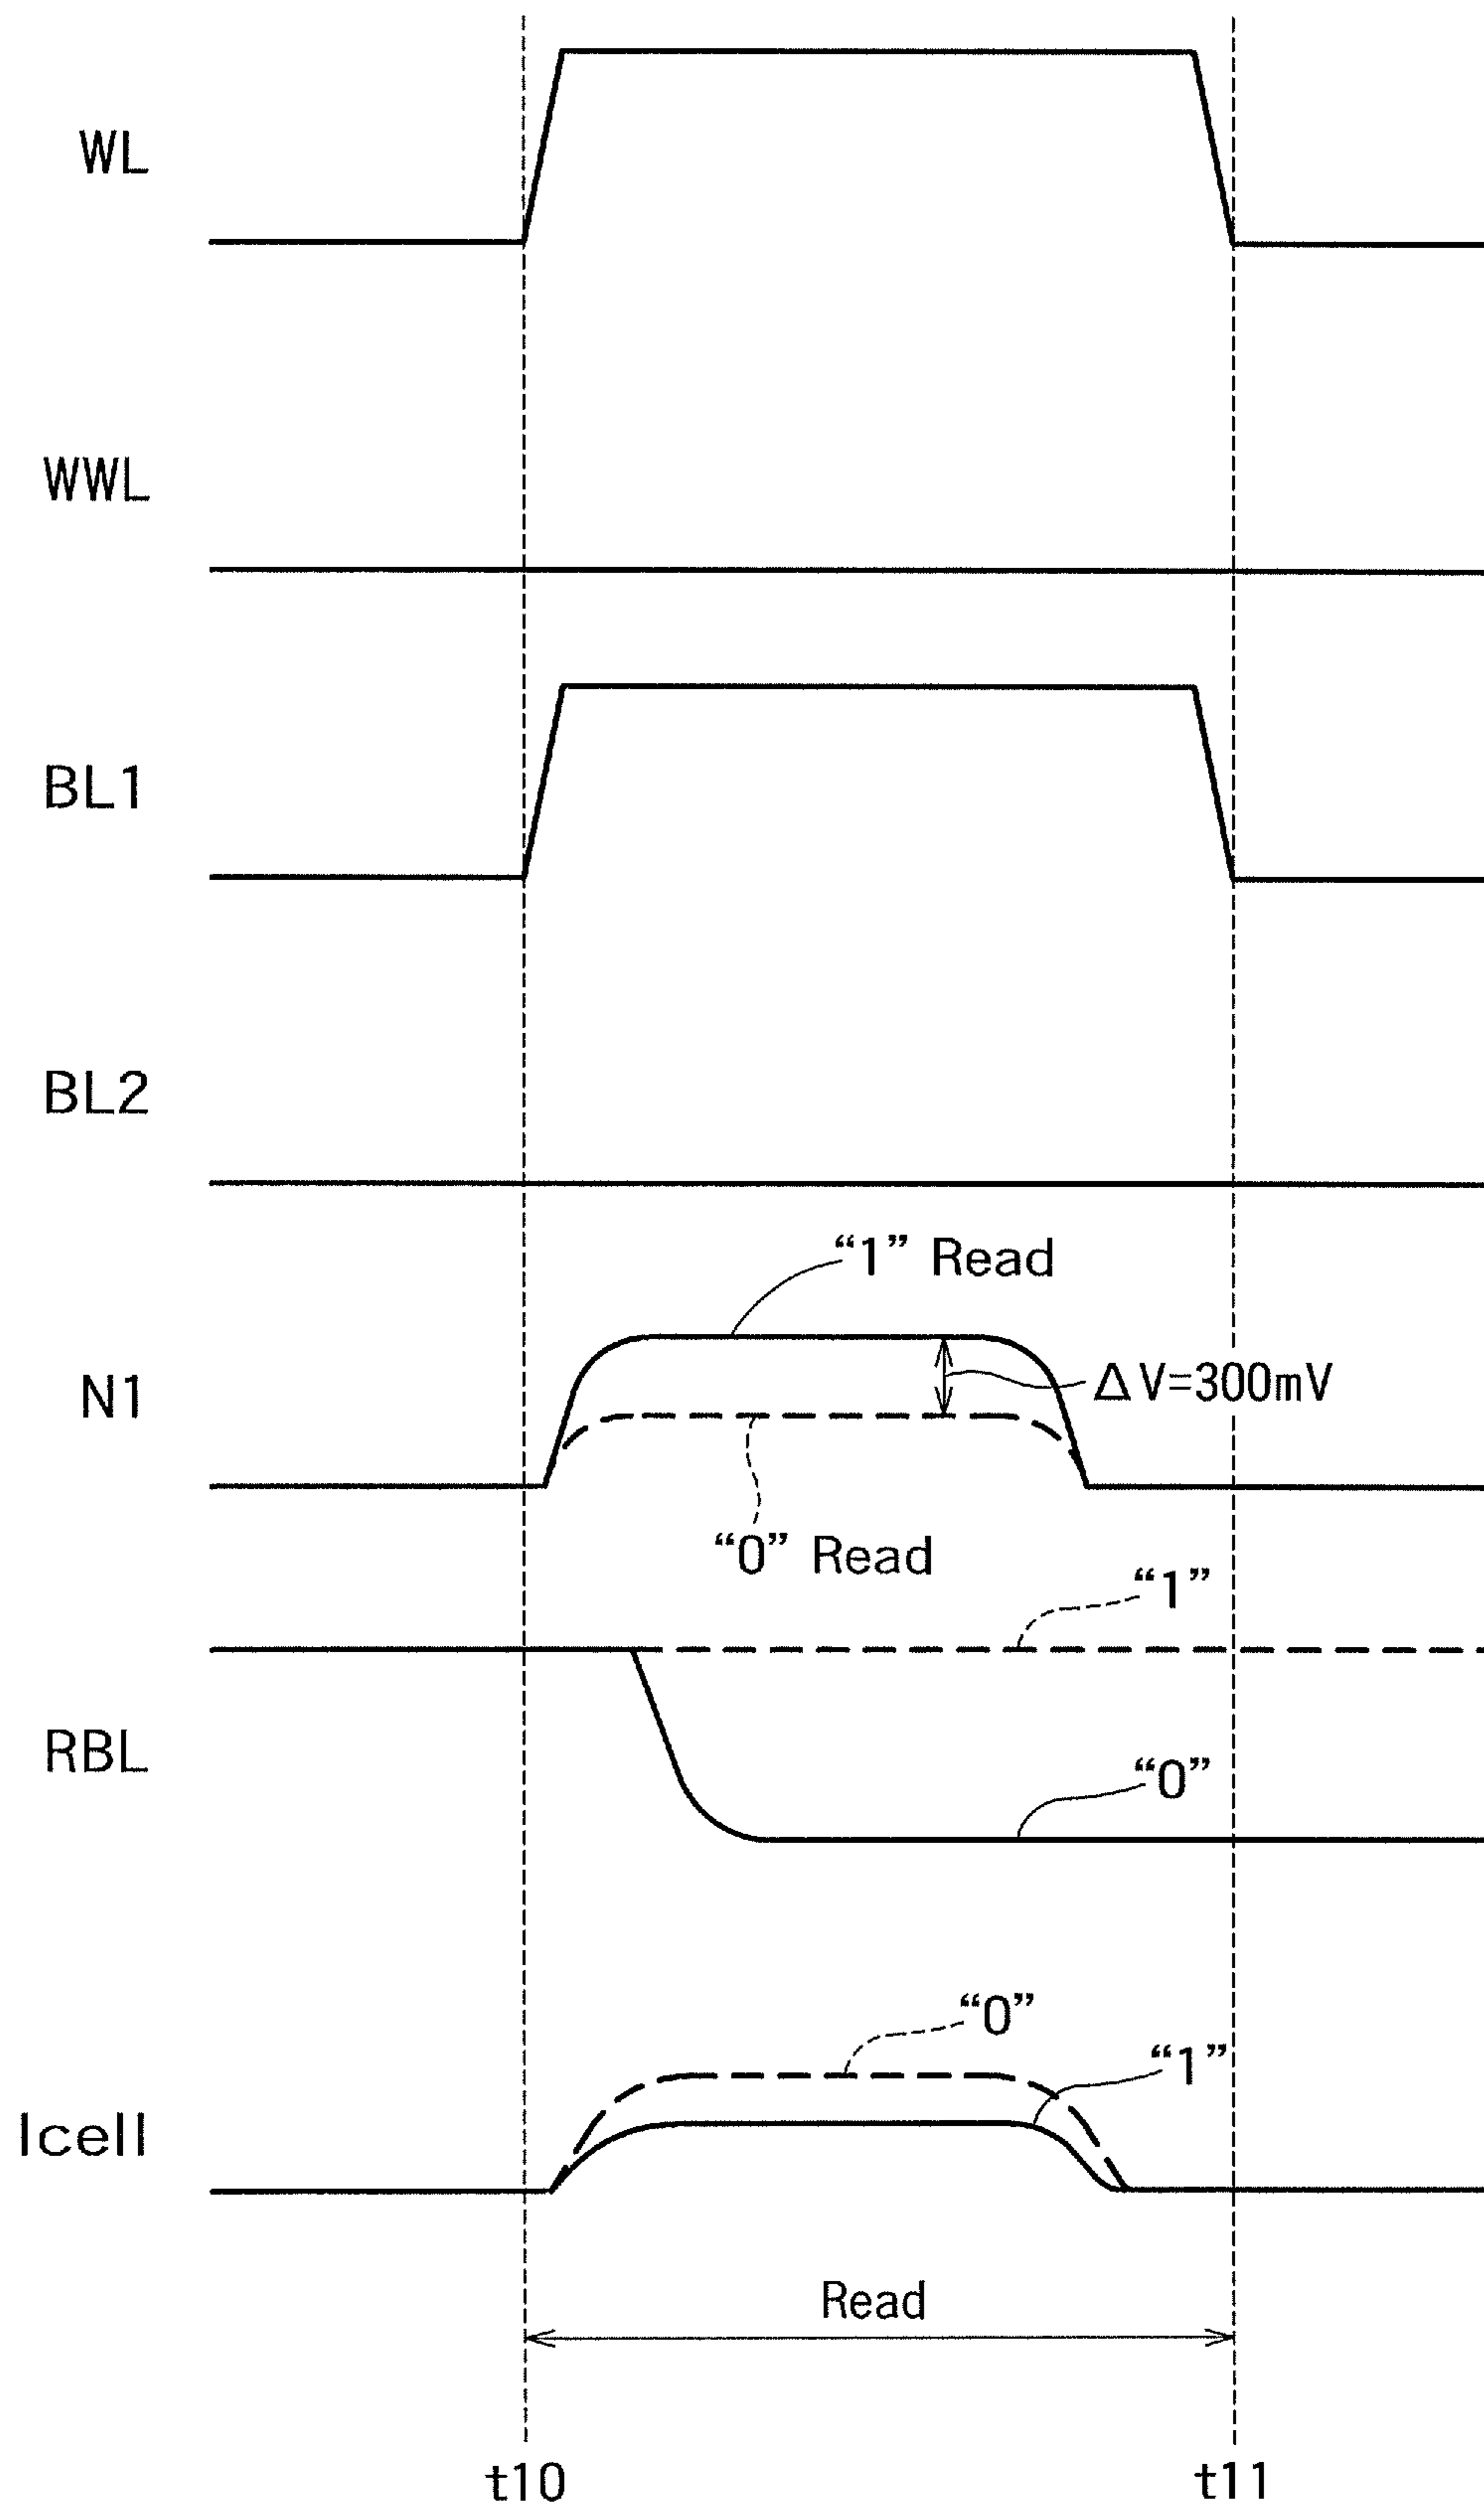 WL
WWL
BL1
BL2
“1” Read
N1
ΔV=300mV
“0” Read
“1”
RBL
“0”
“0”
“1”
Icell
Read
t10
t11